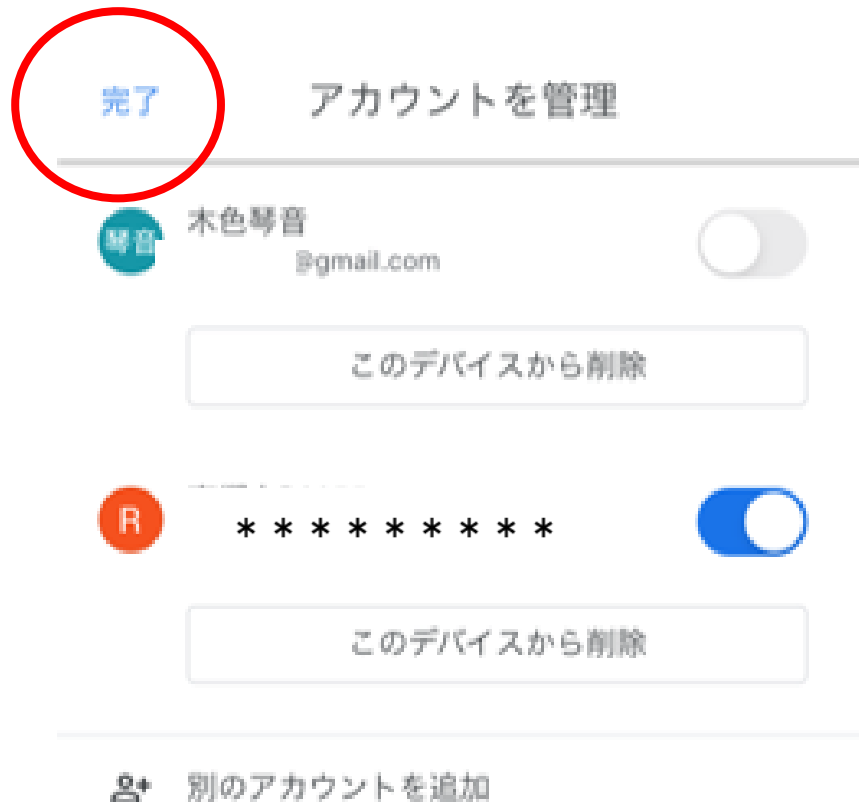 完了 アカウントを管理
琴音 木色琴音
@gmail.com
このデバイスから削除
R * * * * * * * * *
このデバイスから削除
別のアカウントを追加